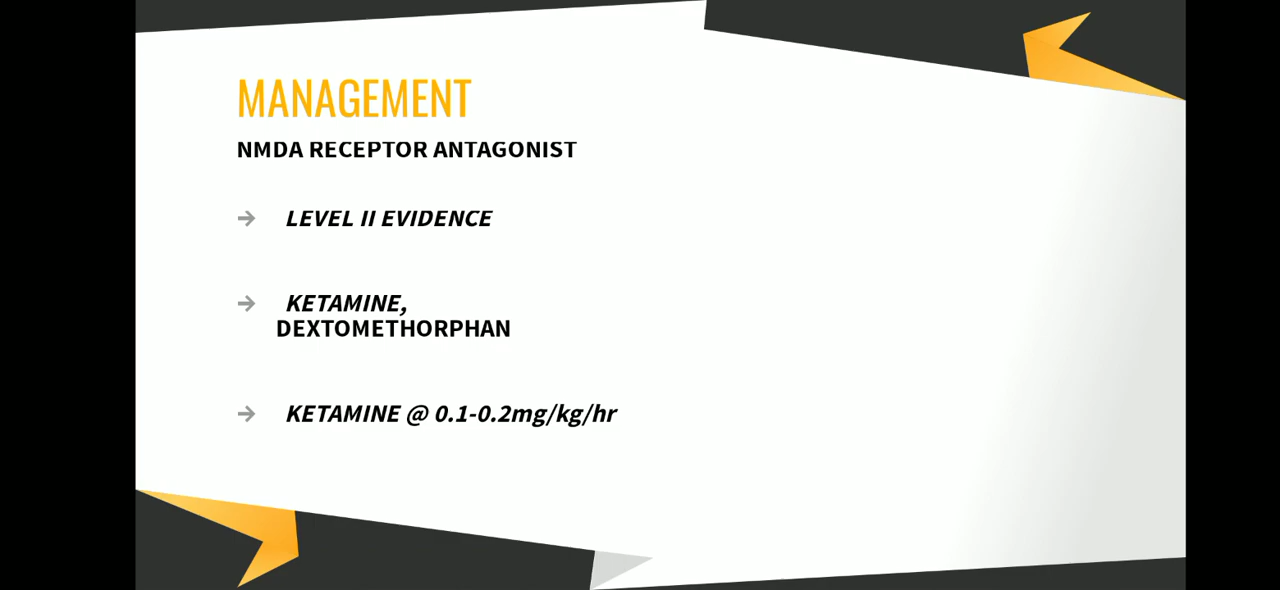 MANAGEMENT
NMDA RECEPTOR ANTAGONIST
→ LEVEL II EVIDENCE
→ KETAMINE,
DEXTOMETHORPHAN
→ KETAMINE @ 0.1-0.2mg/kg/hr